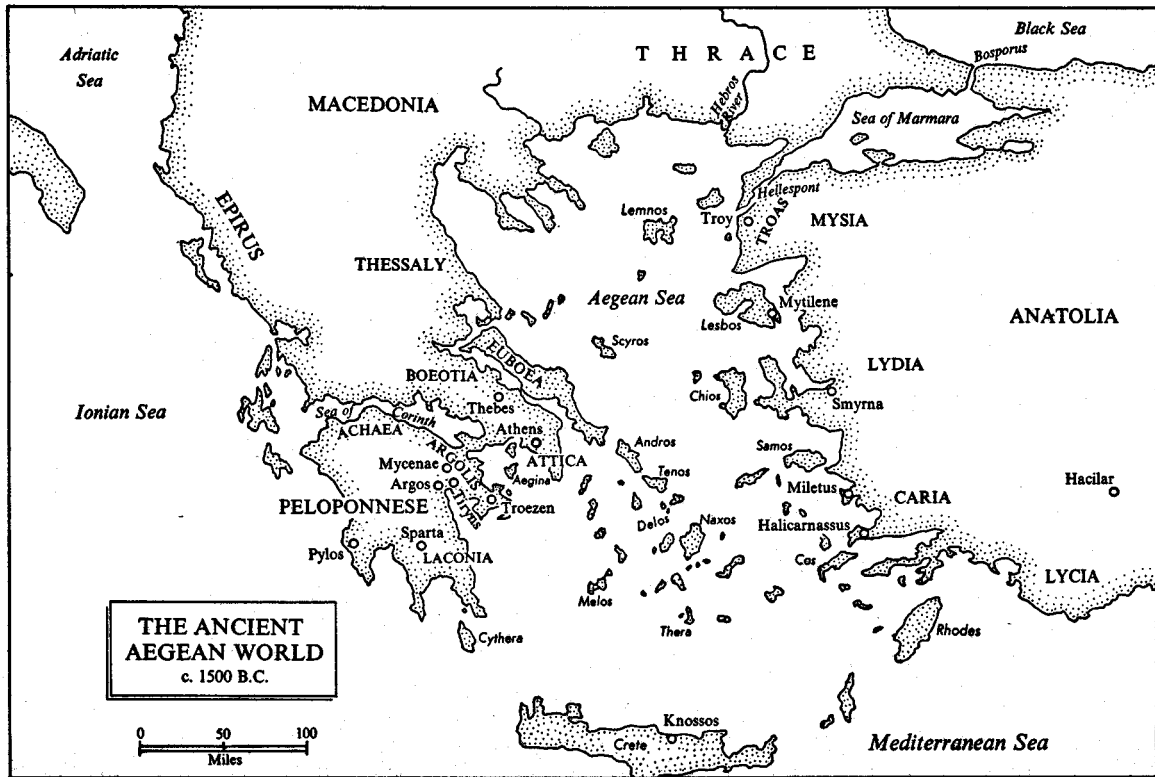 Black Sea
Bosporus
Adriatic
Sea
THRACE
MACEDONIA
Hebros
River
Sea of Marmara
Hellespont
EPIRUS
Lemnos
Troy
TROAS
MYSIA
THESSALY
Aegean Sea
Lesbos
Mytilene
ANATOLIA
Scyros
EUBOEA
BOEOTIA
LYDIA
Chios
Smyrna
Ionian Sea
Sea of
Corinth
Thebes
ACHAEA
Athens
ATTICA
Andros
Samos
ARGOLIS
Mycenae
Aegina
Tenos
Argos
Tiryns
Miletus
Hacilar
PELOPONNESE
Troezen
CARIA
Delos
Naxos
Halicarnassus
Sparta
Pylos
LACONIA
Cos
LYCIA
Melos
Thera
Rhodes
Cythera
THE ANCIENT
AEGEAN WORLD
c. 1500 B.C.
Knossos
Crete
Mediterranean Sea
0 50 100
Miles